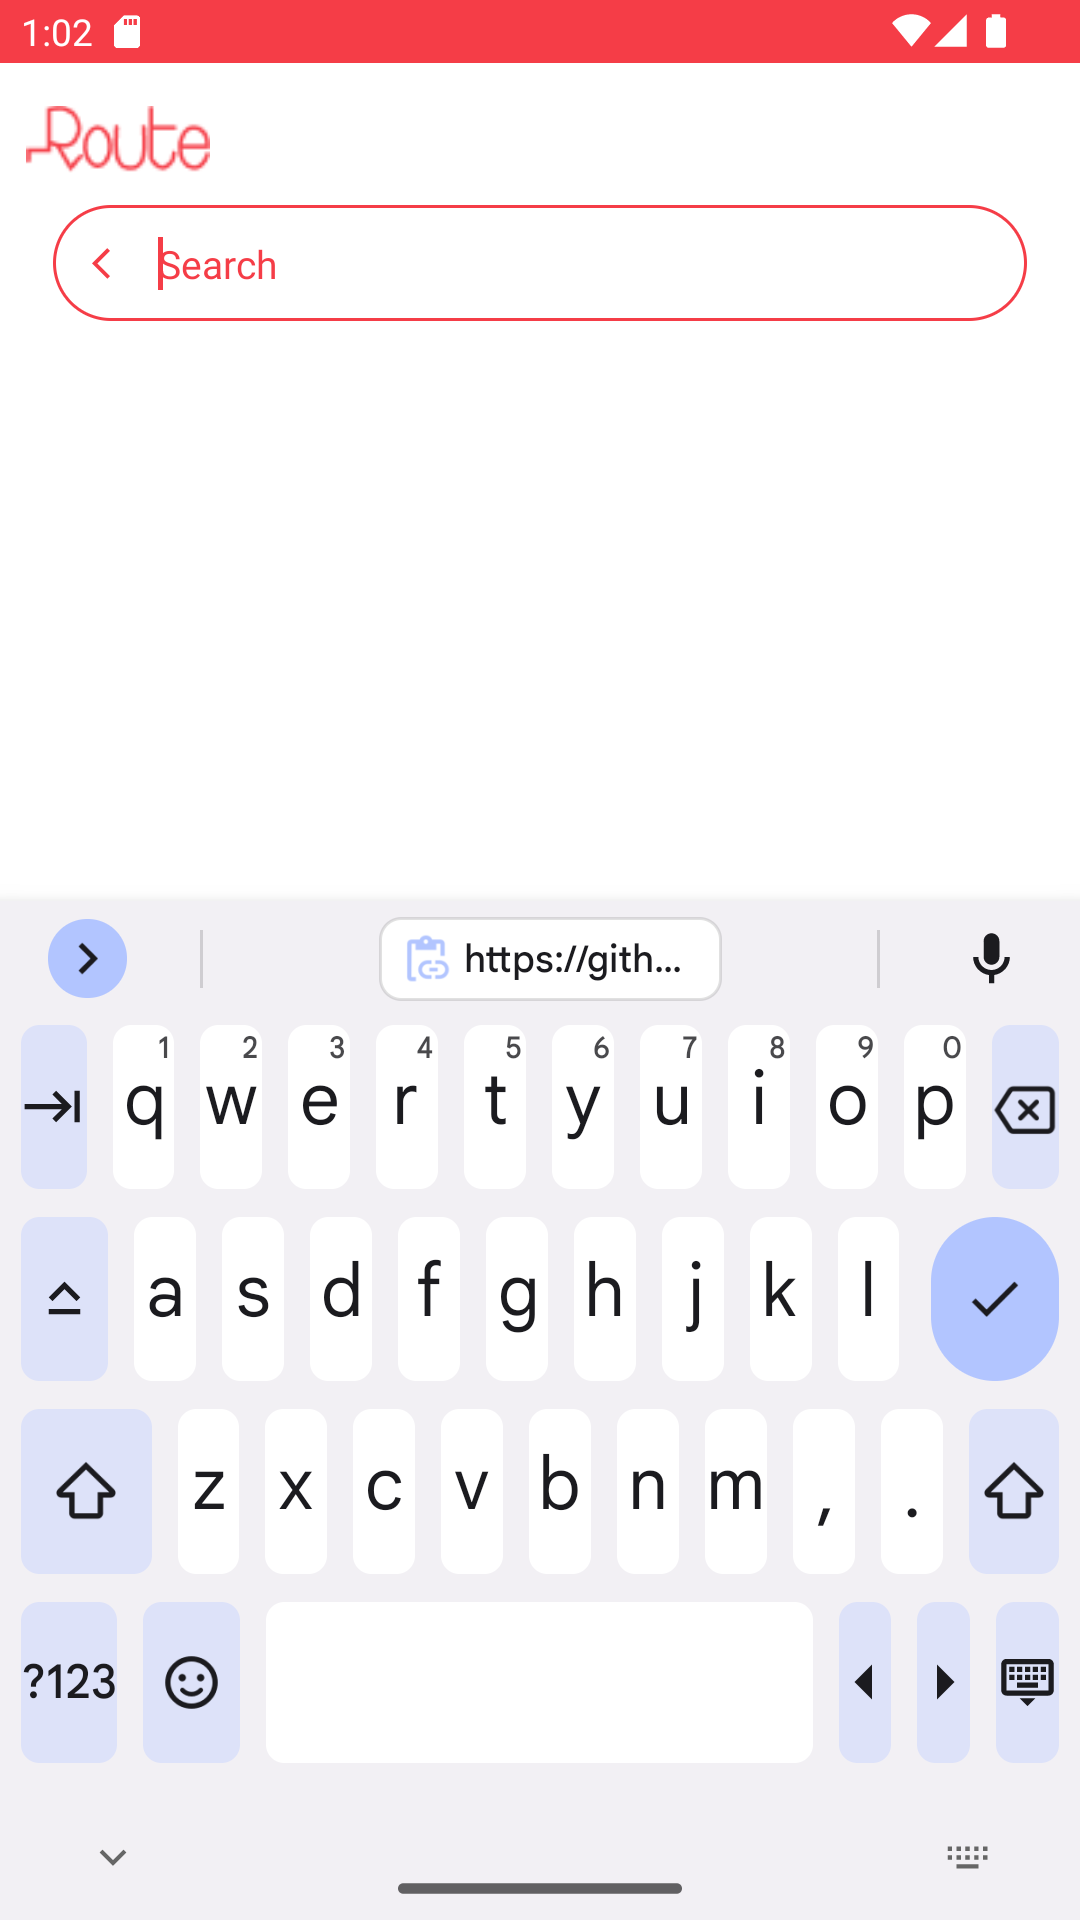 1:02
Route
Search
https://gith...
1 2 3 4 5 6 7 8 9 0
q w e r t y u i o p
a s d f g h j k l
z x c v b n m , .
?123